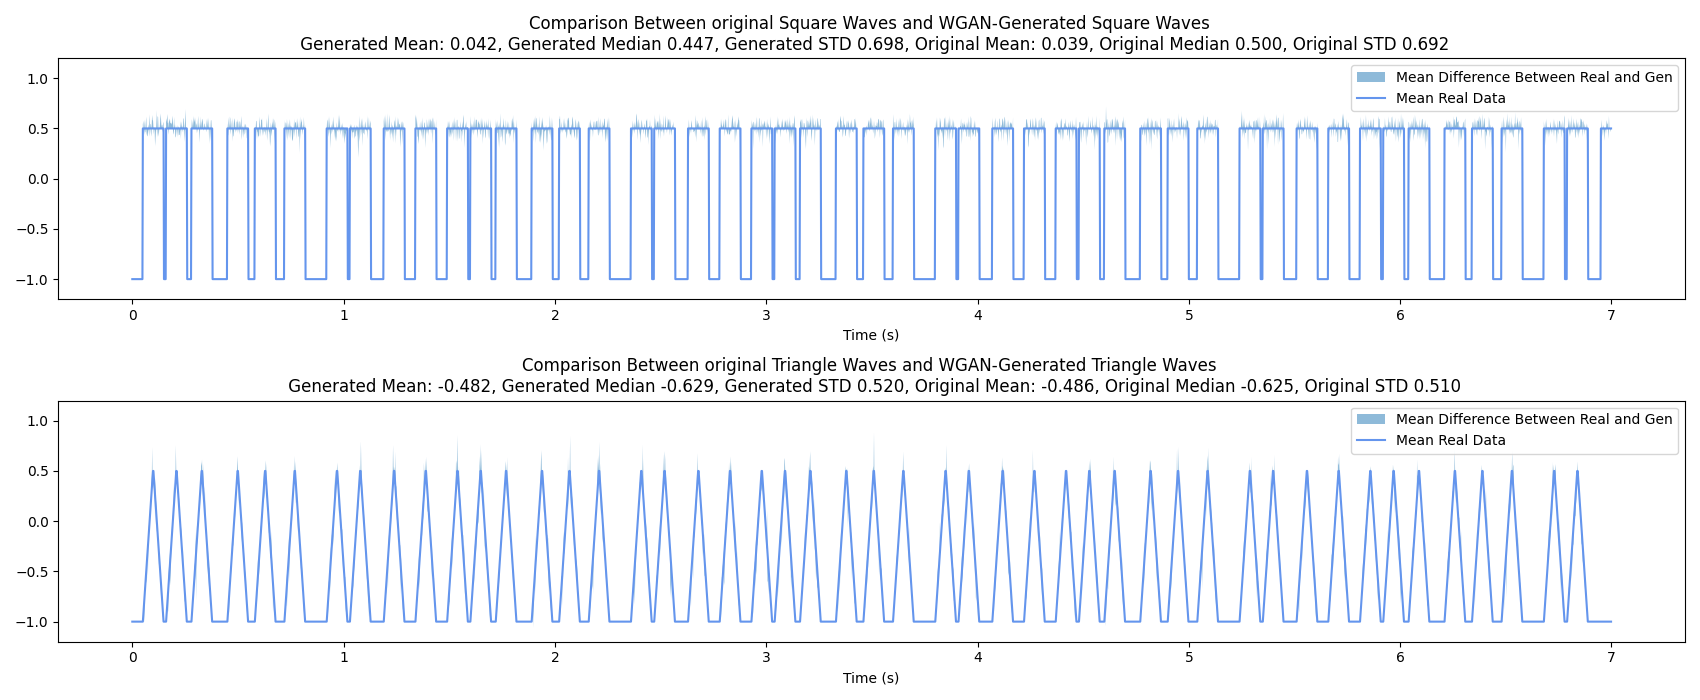 Comparison Between original Square Waves and WGAN-Generated Square Waves
Generated Mean: 0.042, Generated Median 0.447, Generated STD 0.698, Original Mean: 0.039, Original Median 0.500, Original STD 0.692
Mean Difference Between Real and Gen
Mean Real Data
1.0
0.5
0.0
−0.5
−1.0
0 1 2 3 4 5 6 7
Time (s)
Comparison Between original Triangle Waves and WGAN-Generated Triangle Waves
Generated Mean: -0.482, Generated Median -0.629, Generated STD 0.520, Original Mean: -0.486, Original Median -0.625, Original STD 0.510
Mean Difference Between Real and Gen
Mean Real Data
1.0
0.5
0.0
−0.5
−1.0
0 1 2 3 4 5 6 7
Time (s)